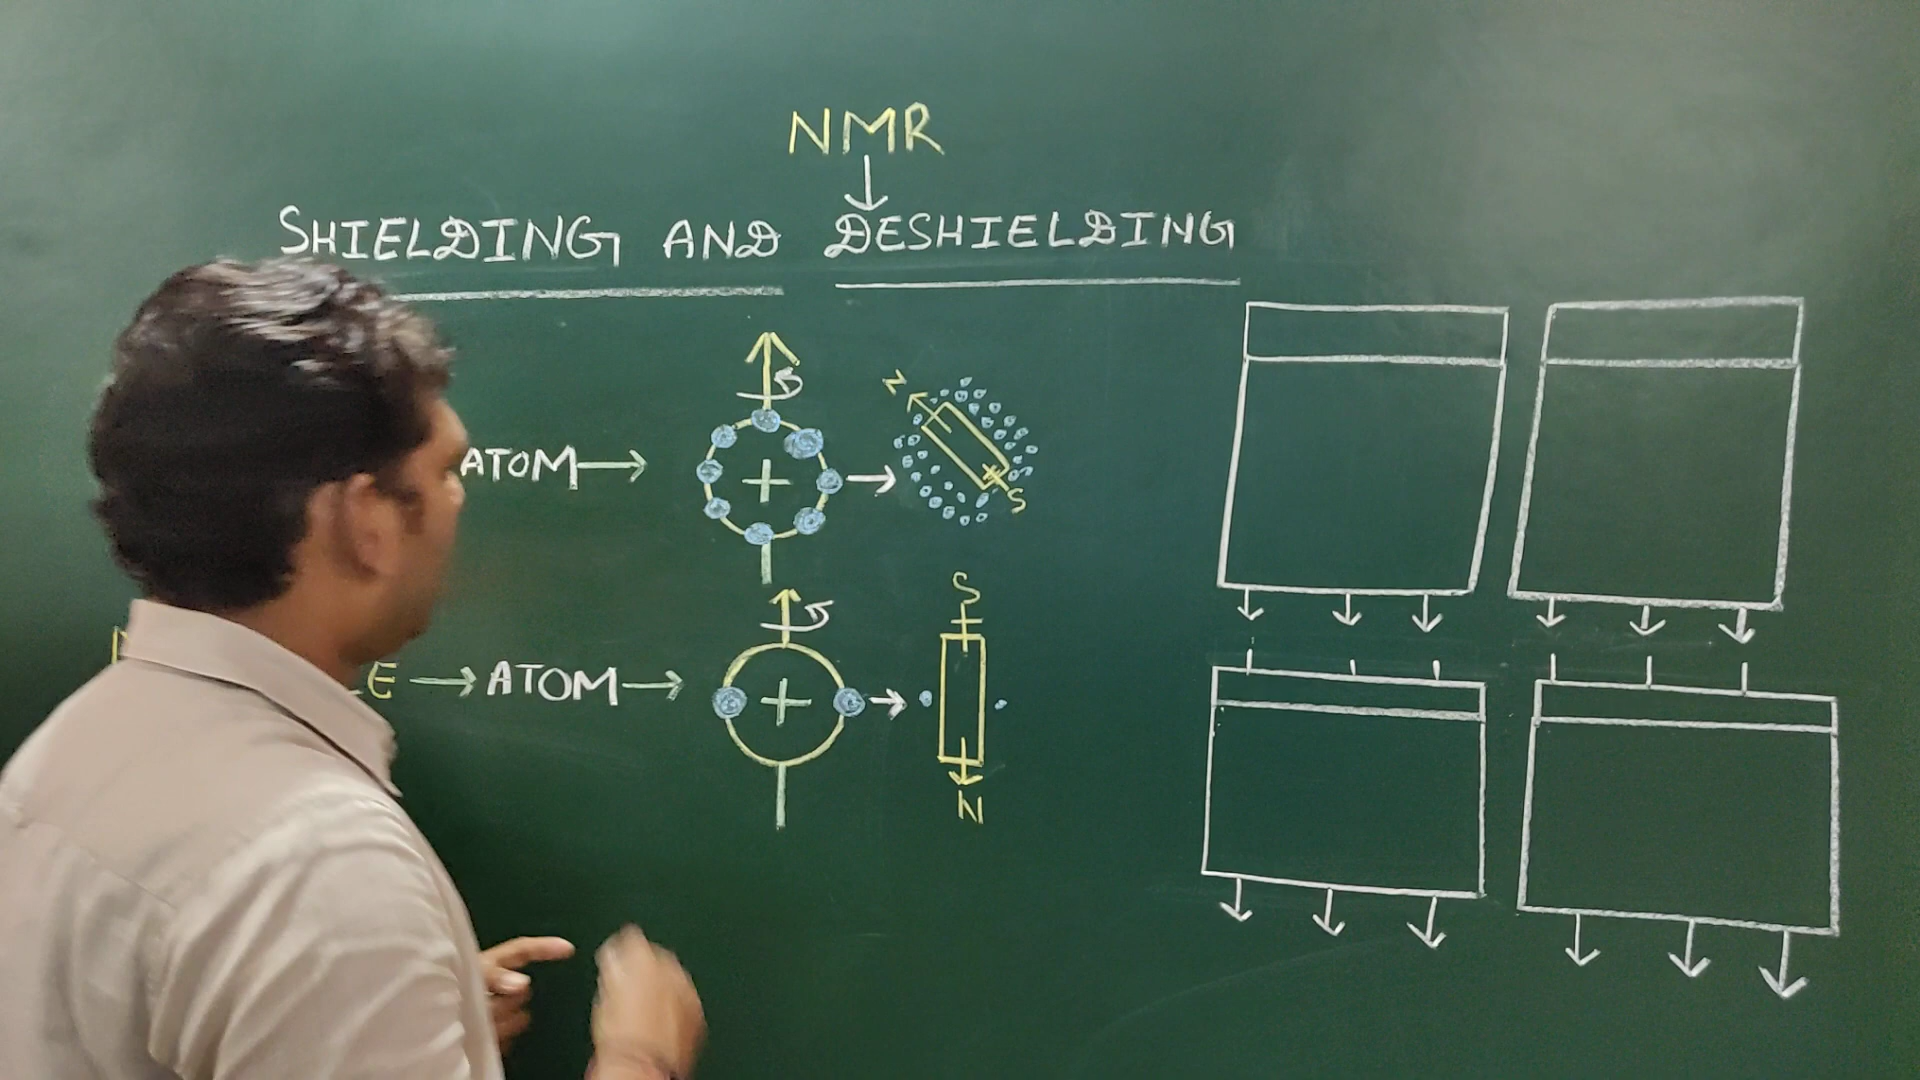 NMR
SHIELDING AND DESHIELDING
N
ATOM
S
S
E → ATOM →
N